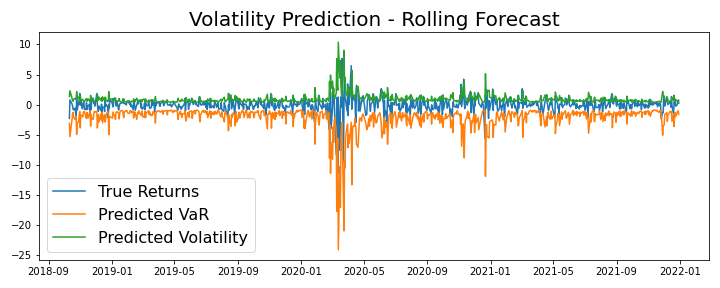 Volatility Prediction - Rolling Forecast
10
5
0
−5
−10
−15
−20
−25
True Returns
Predicted VaR
Predicted Volatility
2018-09 2019-01 2019-05 2019-09 2020-01 2020-05 2020-09 2021-01 2021-05 2021-09 2022-01